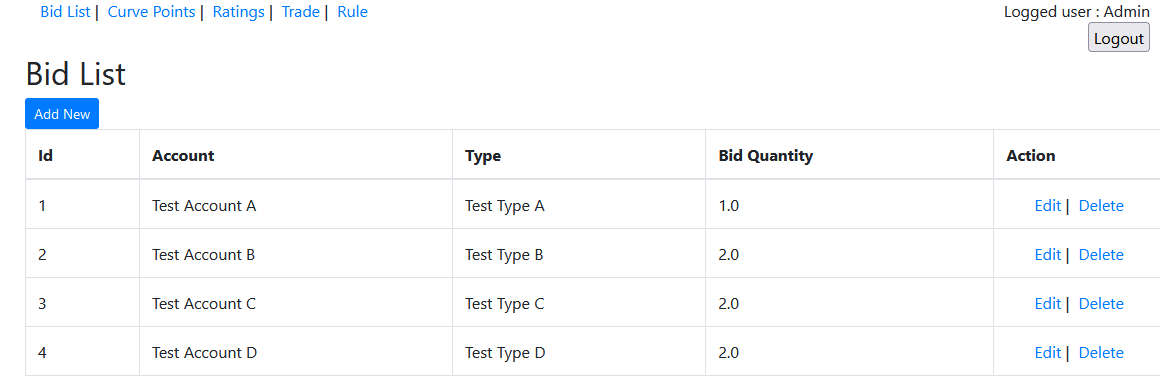 Bid List | Curve Points | Ratings | Trade | Rule Logged user : Admin
Logout
Bid List
Add New
Id Account Type Bid Quantity Action
1 Test Account A Test Type A 1.0 Edit | Delete
2 Test Account B Test Type B 2.0 Edit | Delete
3 Test Account C Test Type C 2.0 Edit | Delete
4 Test Account D Test Type D 2.0 Edit | Delete